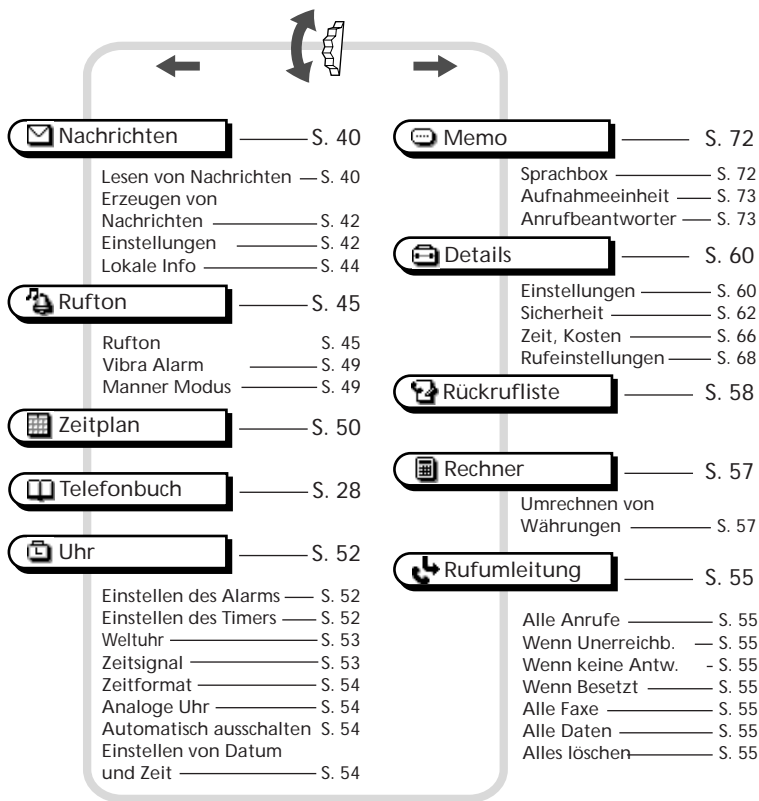 Nachrichten S. 40
Lesen von Nachrichten S. 40
Erzeugen von
Nachrichten S. 42
Einstellungen S. 42
Lokale Info S. 44
Rufton S. 45
Rufton S. 45
Vibra Alarm S. 49
Manner Modus S. 49
Zeitplan S. 50
Telefonbuch S. 28
Uhr S. 52
Einstellen des Alarms S. 52
Einstellen des Timers S. 52
Weltuhr S. 53
Zeitsignal S. 53
Zeitformat S. 54
Analoge Uhr S. 54
Automatisch ausschalten S. 54
Einstellen von Datum
und Zeit S. 54
Memo S. 72
Sprachbox S. 72
Aufnahmeeinheit S. 73
Anrufbeantworter S. 73
Details S. 60
Einstellungen S. 60
Sicherheit S. 62
Zeit, Kosten S. 66
Rufeinstellungen S. 68
Rückrufliste S. 58
Rechner S. 57
Umrechnen von
Währungen S. 57
Rufumleitung S. 55
Alle Anrufe S. 55
Wenn Unerreichb. S. 55
Wenn keine Antw. S. 55
Wenn Besetzt S. 55
Alle Faxe S. 55
Alle Daten S. 55
Alles löschen S. 55